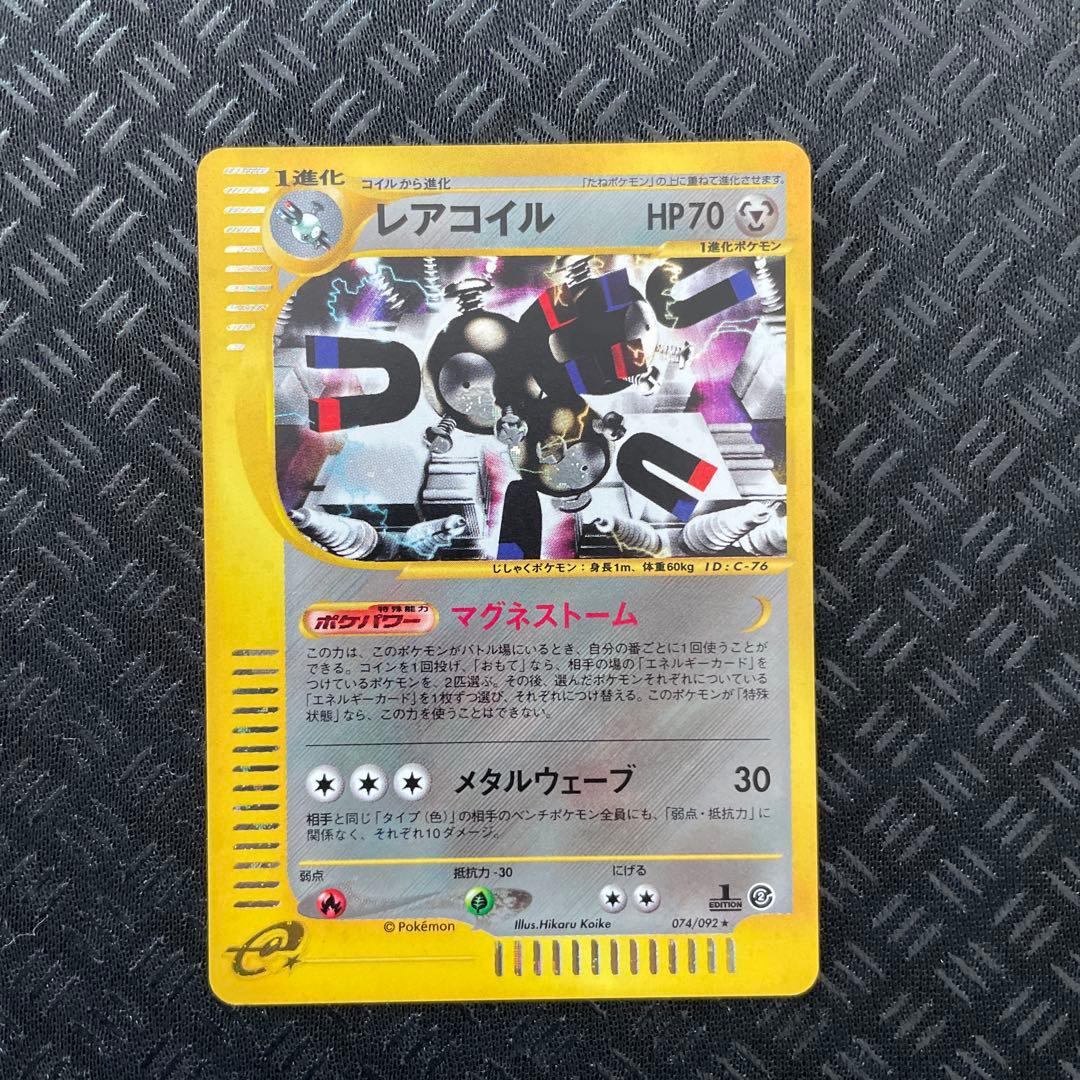 1進化 コイルから進化 「たねポケモン」の上に重ねて進化させます。
レアコイル HP70
1進化ポケモン
じしゃくポケモン：身長1m、体重60kg ID：C-76
特殊能力
ポケパワー マグネストーム
この力は、このポケモンがバトル場にいるとき、自分の番ごとに1回使うことが
できる。コインを1回投げ、「おもて」なら、相手の場の「エネルギーカード」を
つけているポケモンを、2匹選ぶ。その後、選んだポケモンそれぞれについている
「エネルギーカード」を1枚ずつ選び、それぞれにつけ替える。このポケモンが「特殊
状態」なら、この力を使うことはできない。
メタルウェーブ 30
相手と同じ「タイプ（色）」の相手のベンチポケモン全員にも、「弱点・抵抗力」に
関係なく、それぞれ10ダメージ。
弱点 抵抗力 -30 にげる
1
EDITION
©Pokémon Illus.Hikaru Koike 074/092★
e